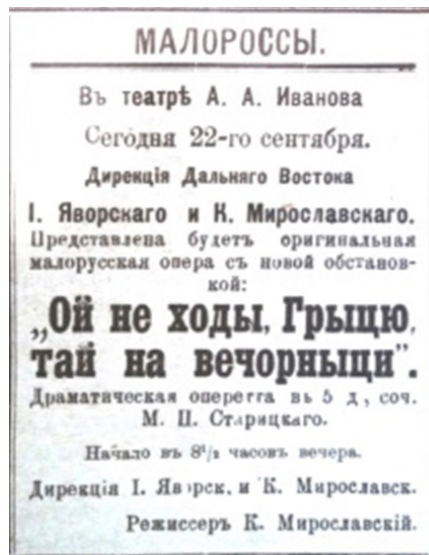 МАЛОРОССЫ.
Въ театрѣ А. А. Иванова
Сегодня 22-го сентября.
Дирекція Дальняго Востока
І. Яворскаго и К. Мирославскаго.
Представлена будетъ оригинальная
малорусская опера съ новой обстанов-
кой:
„Ой не ходы, Грыцю,
тай на вечорныци".
Драматическая оперетта въ 5 д, соч.
М. П. Старицкаго.
Начало въ 8¹/₂ часовъ вечера.
Дирекція І. Яворск. и К. Мирославск.
Режиссеръ К. Мирославскій.